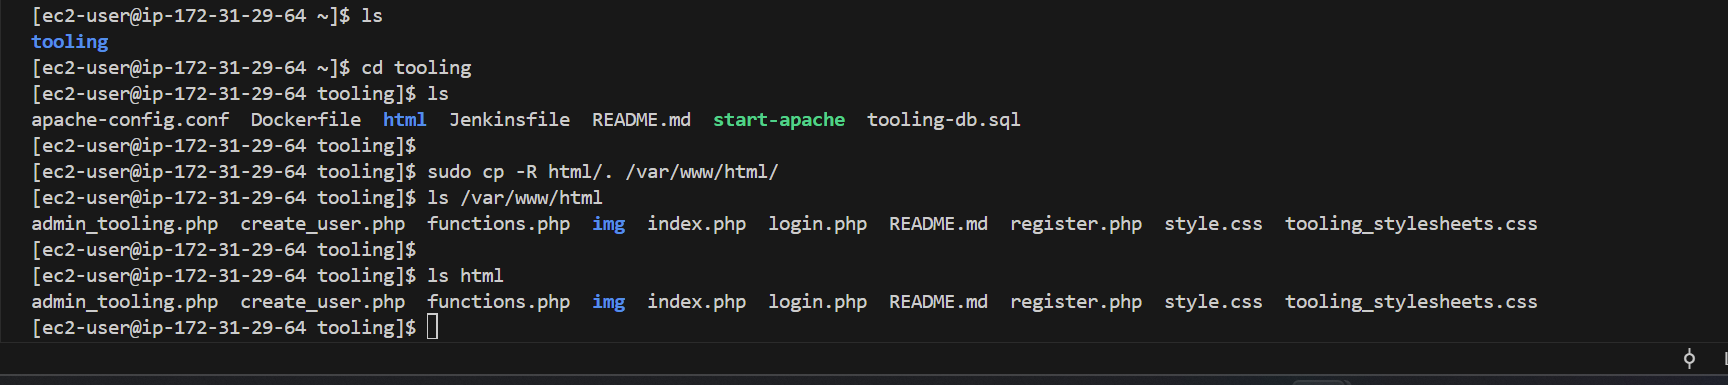 [ec2-user@ip-172-31-29-64 ~]$ ls
tooling
[ec2-user@ip-172-31-29-64 ~]$ cd tooling
[ec2-user@ip-172-31-29-64 tooling]$ ls
apache-config.conf  Dockerfile  html  Jenkinsfile  README.md  start-apache  tooling-db.sql
[ec2-user@ip-172-31-29-64 tooling]$
[ec2-user@ip-172-31-29-64 tooling]$ sudo cp -R html/. /var/www/html/
[ec2-user@ip-172-31-29-64 tooling]$ ls /var/www/html
admin_tooling.php  create_user.php  functions.php  img  index.php  login.php  README.md  register.php  style.css  tooling_stylesheets.css
[ec2-user@ip-172-31-29-64 tooling]$
[ec2-user@ip-172-31-29-64 tooling]$ ls html
admin_tooling.php  create_user.php  functions.php  img  index.php  login.php  README.md  register.php  style.css  tooling_stylesheets.css
[ec2-user@ip-172-31-29-64 tooling]$